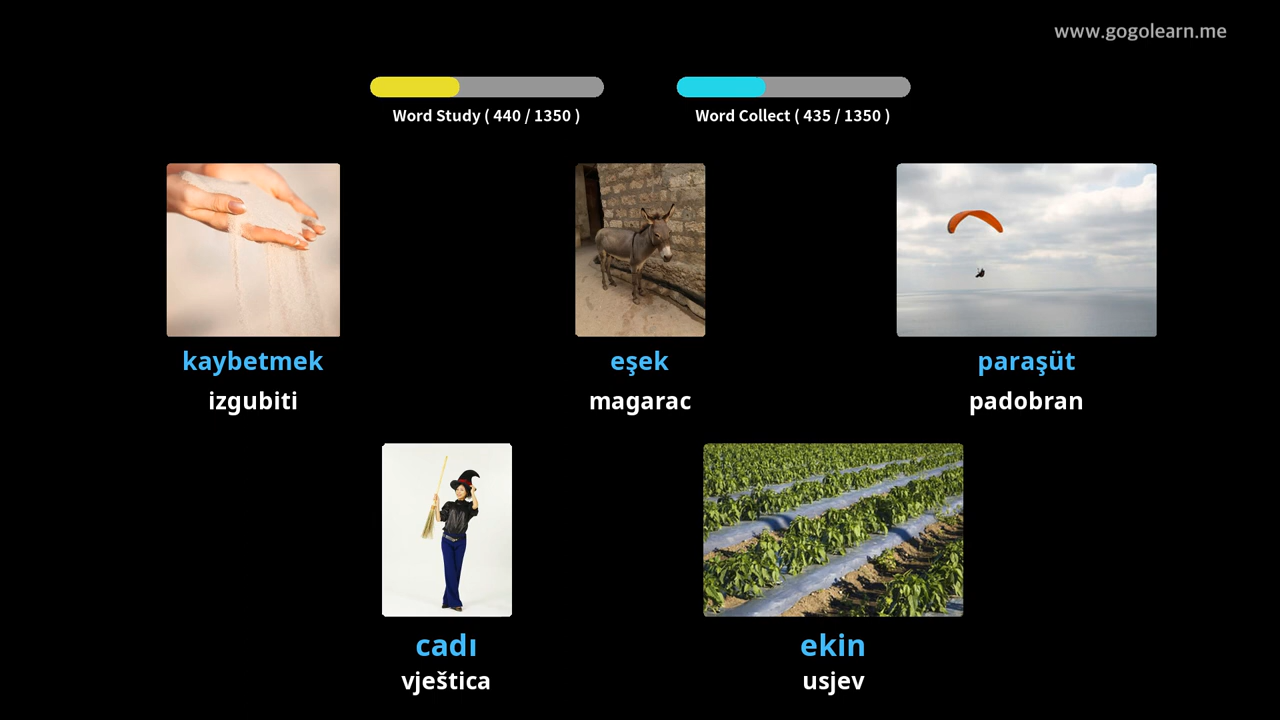 www.gogolearn.me
Word Study ( 440 / 1350 )
Word Collect ( 435 / 1350 )
kaybetmek
izgubiti
eşek
magarac
paraşüt
padobran
cadı
vještica
ekin
usjev